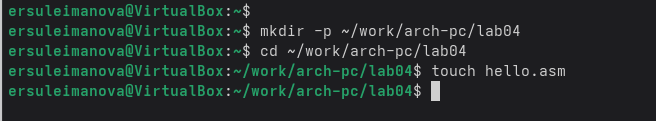 ersuleimanova@VirtualBox:~$
ersuleimanova@VirtualBox:~$ mkdir -p ~/work/arch-pc/lab04
ersuleimanova@VirtualBox:~$ cd ~/work/arch-pc/lab04
ersuleimanova@VirtualBox:~/work/arch-pc/lab04$ touch hello.asm
ersuleimanova@VirtualBox:~/work/arch-pc/lab04$